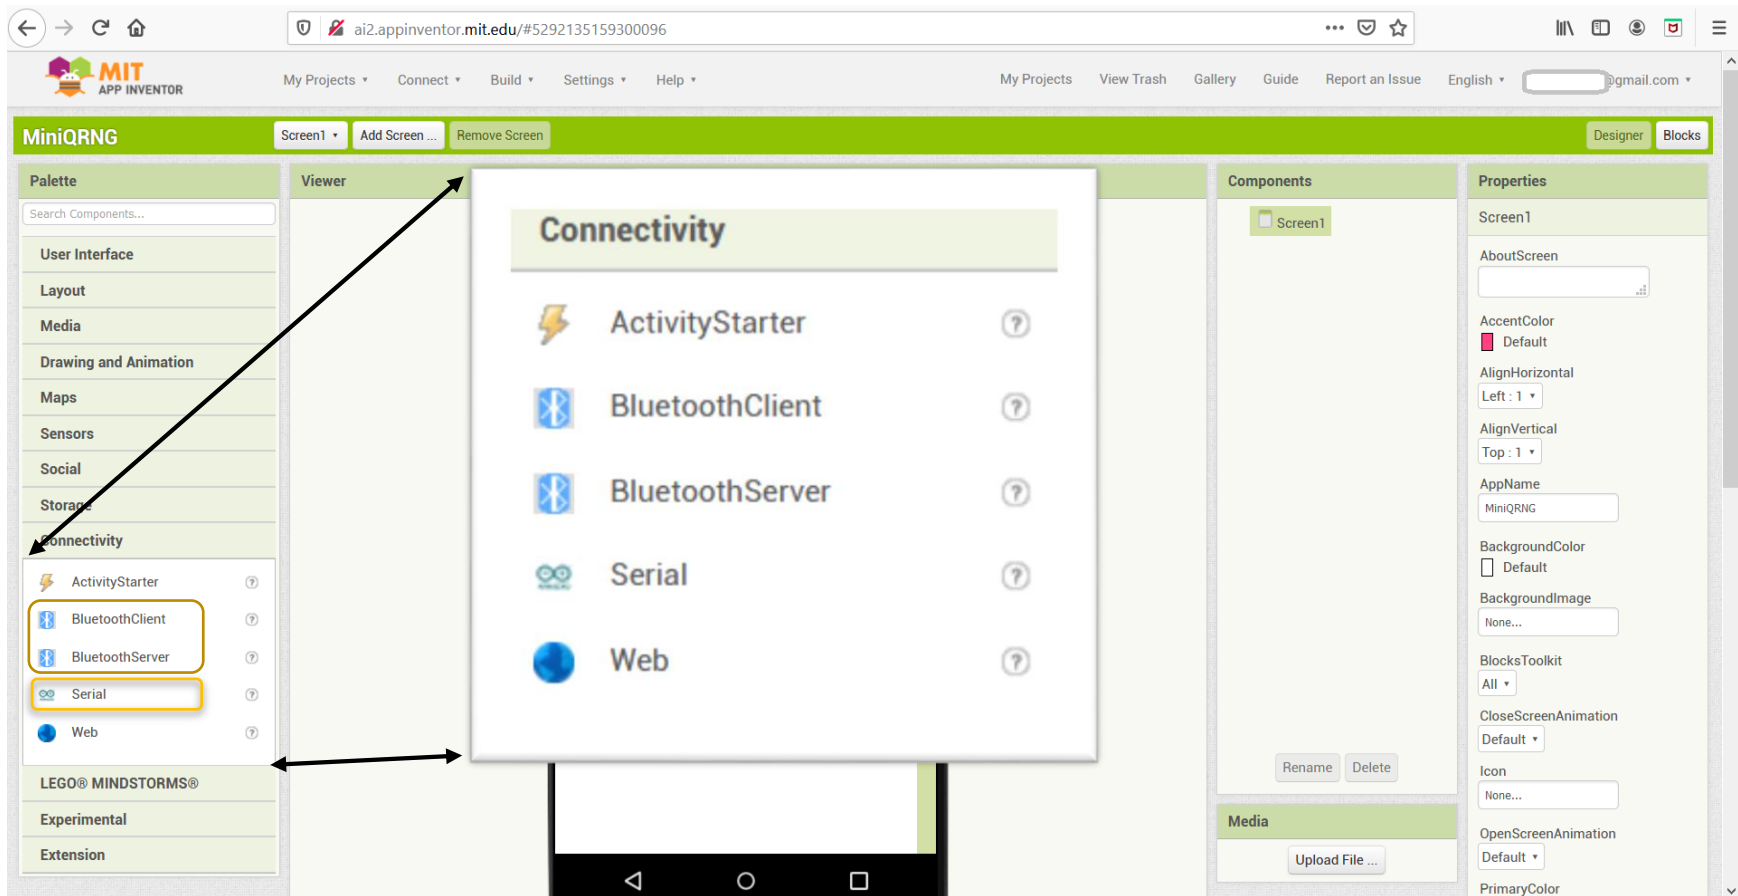 ai2.appinventor.mit.edu/#5292135159300096
MIT
APP INVENTOR
My Projects Connect Build Settings Help My Projects View Trash Gallery Guide Report an Issue English @gmail.com
MiniQRNG Screen1 Add Screen ... Remove Screen Designer Blocks
Palette
Search Components...
User Interface
Layout
Media
Drawing and Animation
Maps
Sensors
Social
Storage
Connectivity
ActivityStarter
BluetoothClient
BluetoothServer
Serial
Web
LEGO® MINDSTORMS®
Experimental
Extension
Viewer
Connectivity
ActivityStarter
BluetoothClient
BluetoothServer
Serial
Web
Components
Screen1
Rename Delete
Media
Upload File ...
Properties
Screen1
AboutScreen
AccentColor
Default
AlignHorizontal
Left : 1
AlignVertical
Top : 1
AppName
MiniQRNG
BackgroundColor
Default
BackgroundImage
None...
BlocksToolkit
All
CloseScreenAnimation
Default
Icon
None...
OpenScreenAnimation
Default
PrimaryColor